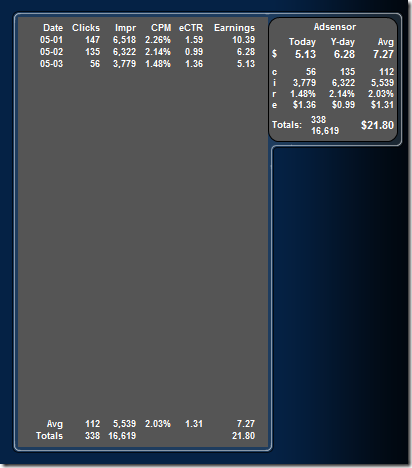 Date Clicks Impr CPM eCTR Earnings
05-01 147 6,518 2.26% 1.59 10.39
05-02 135 6,322 2.14% 0.99 6.28
05-03 56 3,779 1.48% 1.36 5.13
Avg 112 5,539 2.03% 1.31 7.27
Totals 338 16,619 21.80
Adsensor
Today Y-day Avg
$ 5.13 6.28 7.27
c 56 135 112
i 3,779 6,322 5,539
r 1.48% 2.14% 2.03%
e $1.36 $0.99 $1.31
Totals: 338 $21.80
16,619